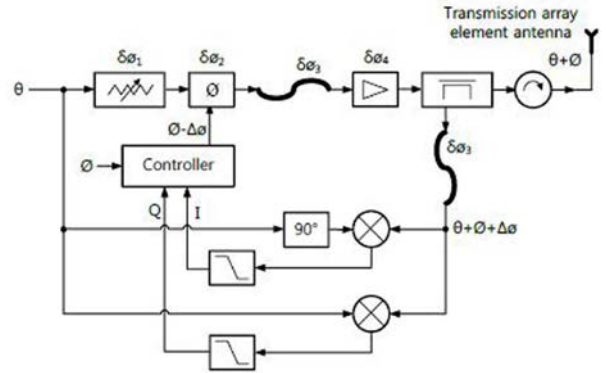 Transmission array
element antenna
δø₁
δø₂
δø₃
δø₄
θ+Ø
θ
Ø
Ø-Δø
δø₃
Ø
Controller
Q
I
90°
θ+Ø+Δø